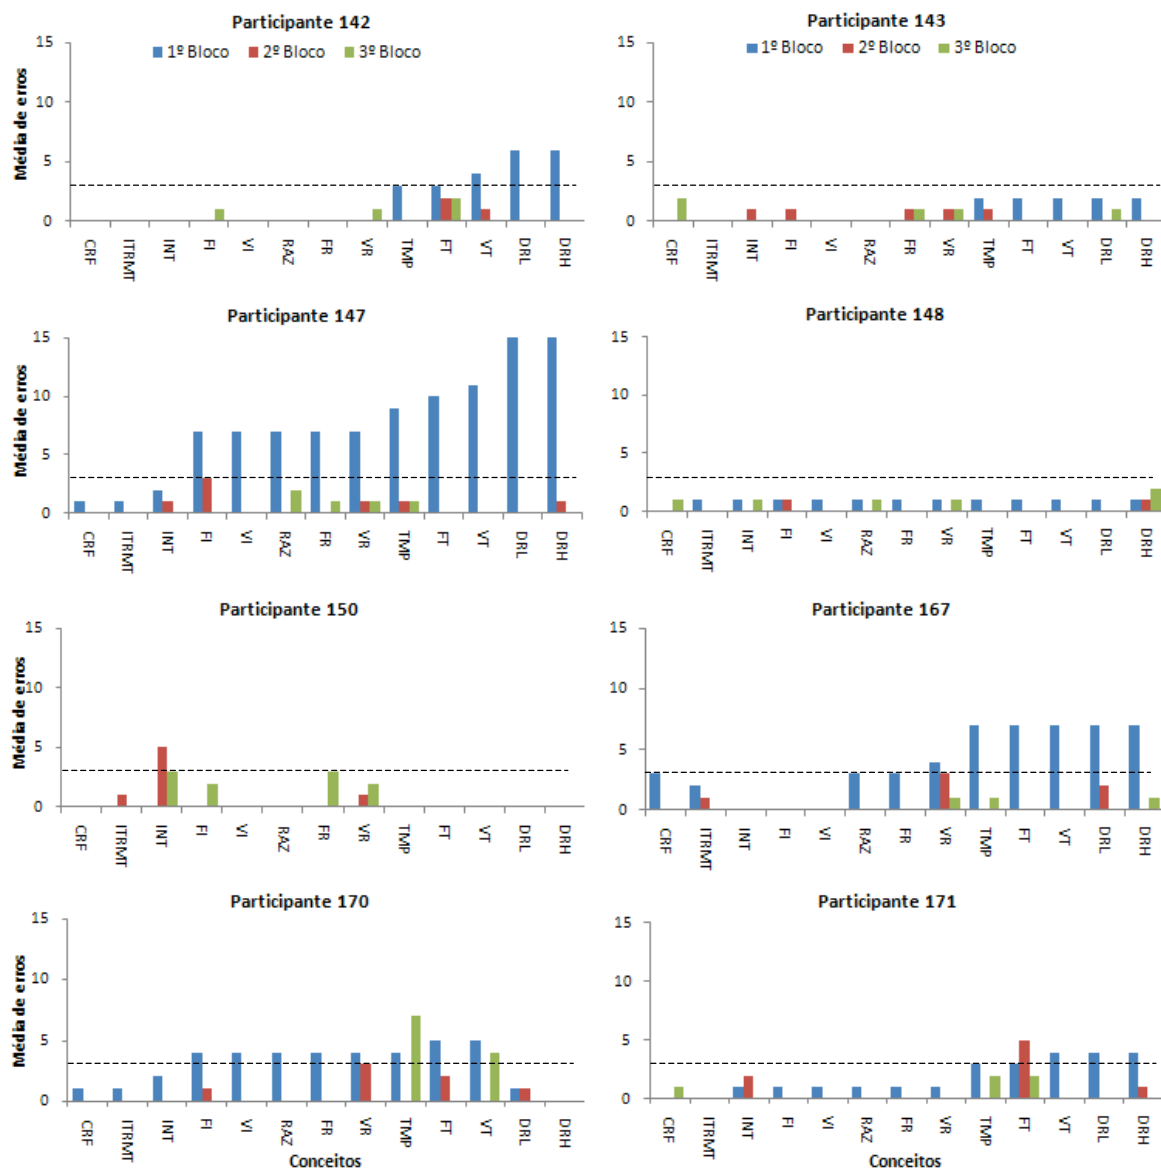 Participante 142
1º Bloco 2º Bloco 3º Bloco
Média de erros
15
10
5
0
CRF ITRMT INT FI VI RAZ FR VR TMP FT VT DRL DRH
Participante 143
1º Bloco 2º Bloco 3º Bloco
15
10
5
0
CRF ITRMT INT FI VI RAZ FR VR TMP FT VT DRL DRH
Participante 147
Média de erros
15
10
5
0
CRF ITRMT INT FI VI RAZ FR VR TMP FT VT DRL DRH
Participante 148
15
10
5
0
CRF ITRMT INT FI VI RAZ FR VR TMP FT VT DRL DRH
Participante 150
Média de erros
15
10
5
0
CRF ITRMT INT FI VI RAZ FR VR TMP FT VT DRL DRH
Participante 167
15
10
5
0
CRF ITRMT INT FI VI RAZ FR VR TMP FT VT DRL DRH
Participante 170
Média de erros
15
10
5
0
CRF ITRMT INT FI VI RAZ FR VR TMP FT VT DRL DRH
Conceitos
Participante 171
15
10
5
0
CRF ITRMT INT FI VI RAZ FR VR TMP FT VT DRL DRH
Conceitos